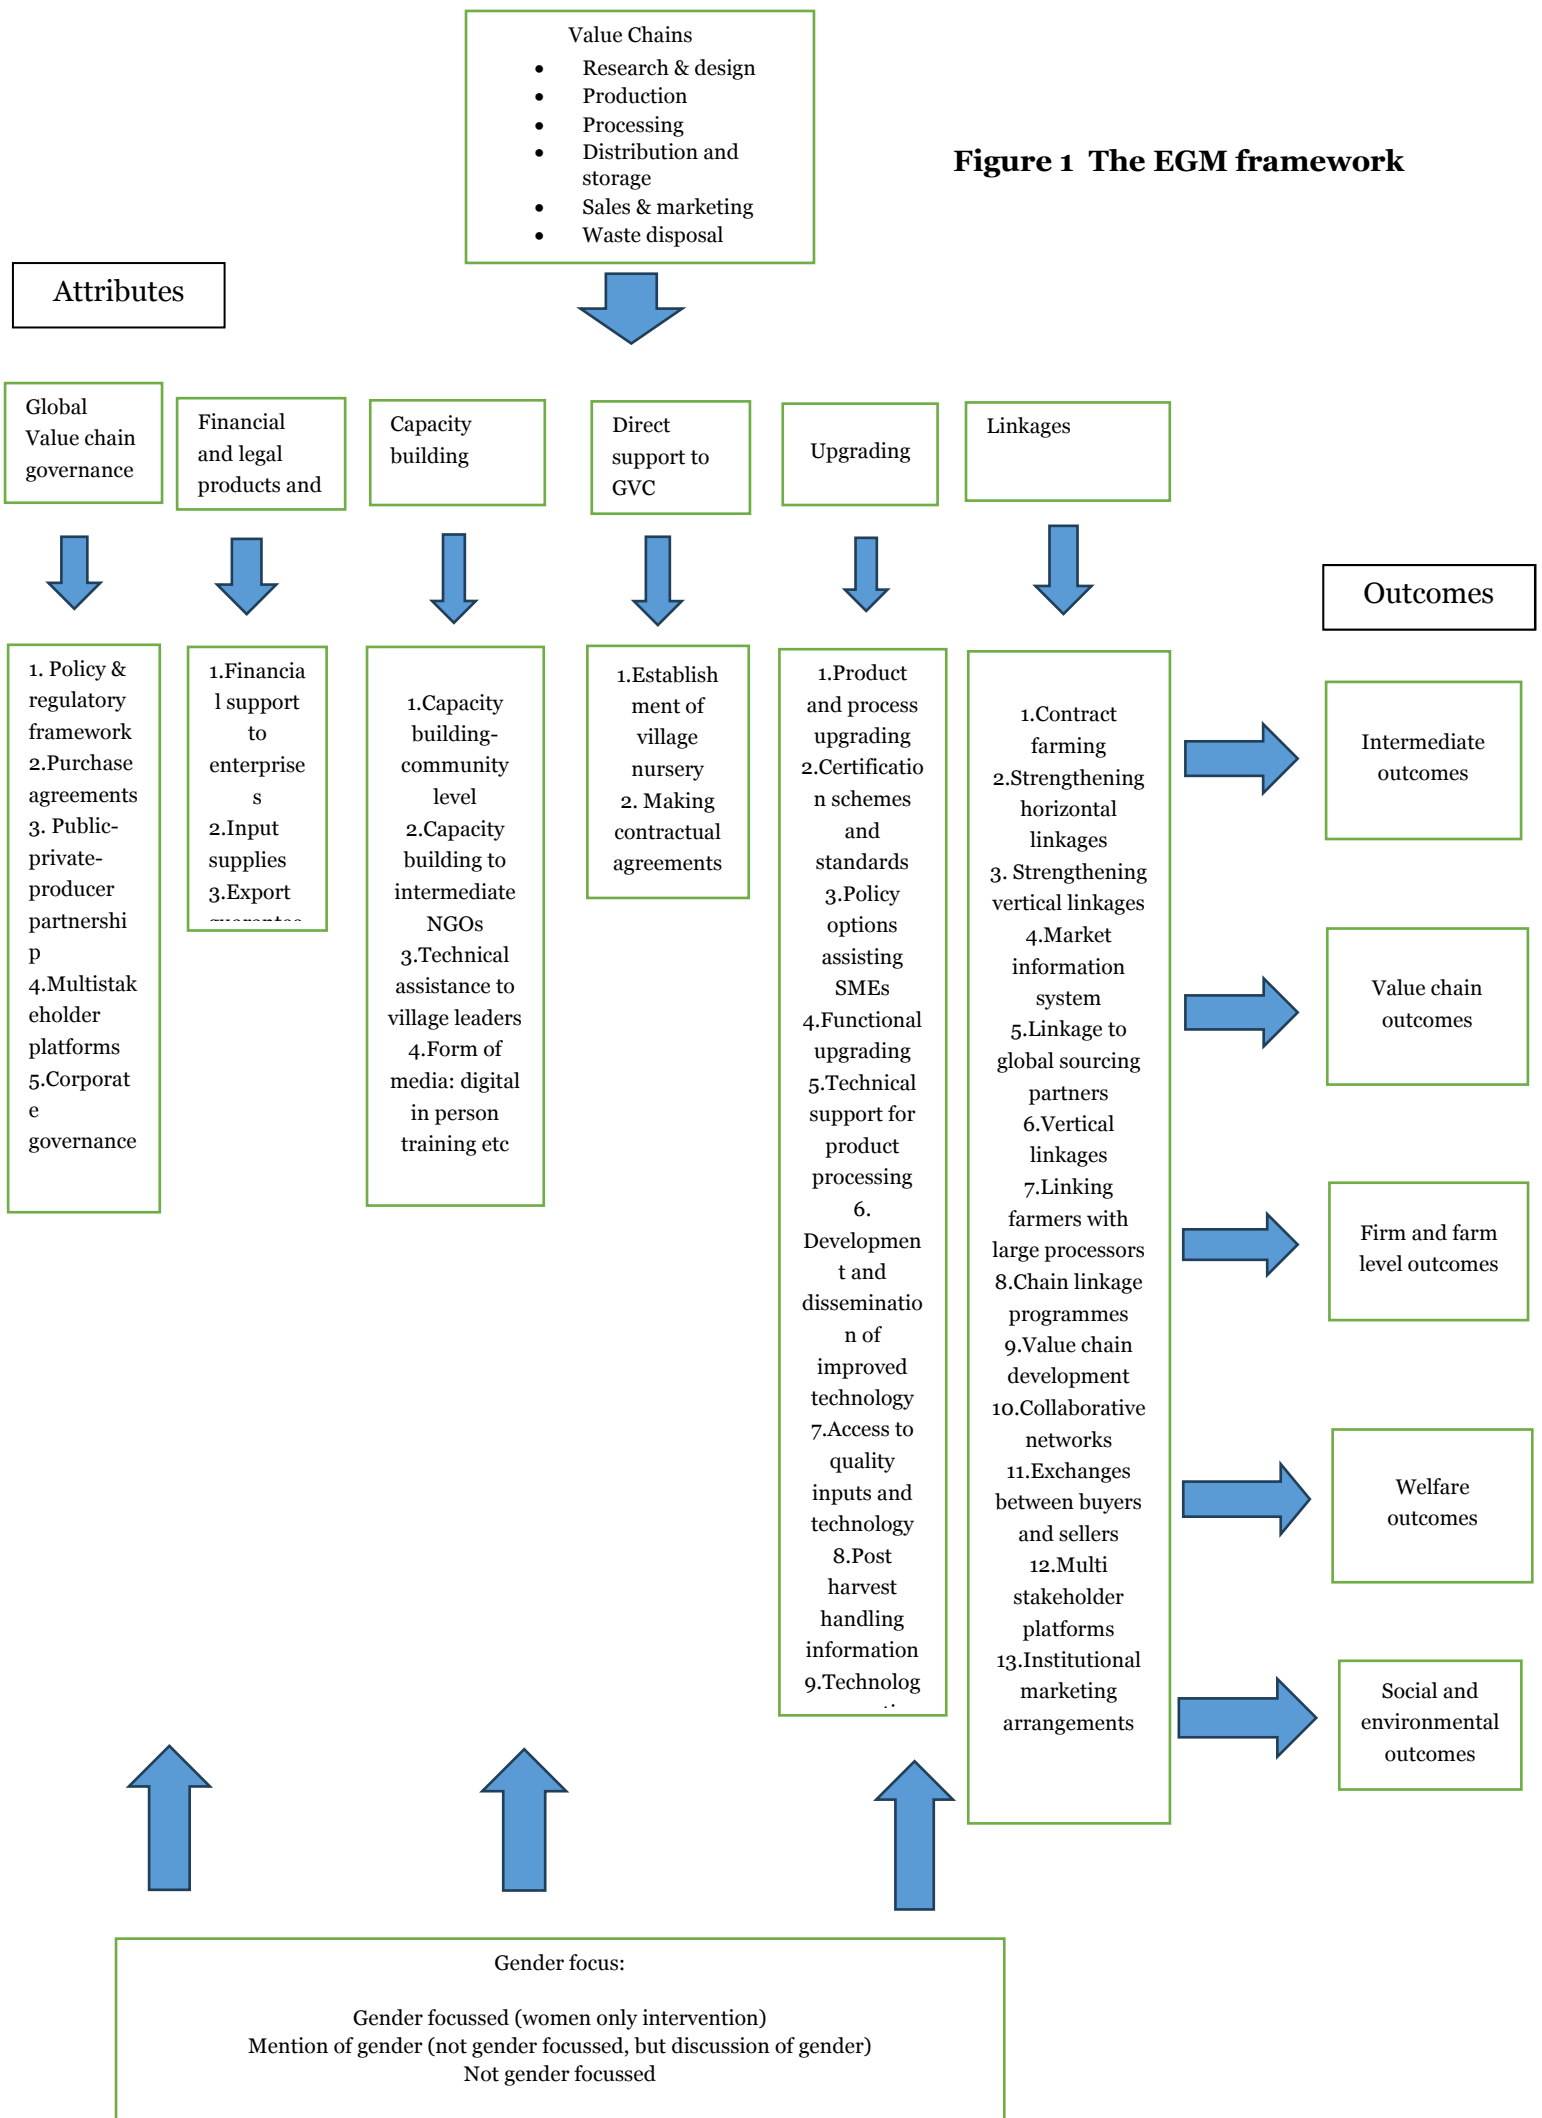 Value Chains
• Research & design
• Production
• Processing
• Distribution and
storage
• Sales & marketing
• Waste disposal
Figure 1 The EGM framework
Attributes
Global
Value chain
governance
Financial
and legal
products and
Capacity
building
Direct
support to
GVC
Upgrading
Linkages
Outcomes
1. Policy &
regulatory
framework
2.Purchase
agreements
3. Public-
private-
producer
partnershi
p
4.Multistak
eholder
platforms
5.Corporat
e
governance
1.Financia
l support
to
enterprise
s
2.Input
supplies
3.Export
1.Capacity
building-
community
level
2.Capacity
building to
intermediate
NGOs
3.Technical
assistance to
village leaders
4.Form of
media: digital
in person
training etc
1.Establish
ment of
village
nursery
2. Making
contractual
agreements
1.Product
and process
upgrading
2.Certificatio
n schemes
and
standards
3.Policy
options
assisting
SMEs
4.Functional
upgrading
5.Technical
support for
product
processing
6.
Developmen
t and
disseminatio
n of
improved
technology
7.Access to
quality
inputs and
technology
8.Post
harvest
handling
information
9.Technolog
1.Contract
farming
2.Strengthening
horizontal
linkages
3. Strengthening
vertical linkages
4.Market
information
system
5.Linkage to
global sourcing
partners
6.Vertical
linkages
7.Linking
farmers with
large processors
8.Chain linkage
programmes
9.Value chain
development
10.Collaborative
networks
11.Exchanges
between buyers
and sellers
12.Multi
stakeholder
platforms
13.Institutional
marketing
arrangements
Intermediate
outcomes
Value chain
outcomes
Firm and farm
level outcomes
Welfare
outcomes
Social and
environmental
outcomes
Gender focus:
Gender focussed (women only intervention)
Mention of gender (not gender focussed, but discussion of gender)
Not gender focussed